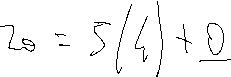 20 = 5(4) + 0